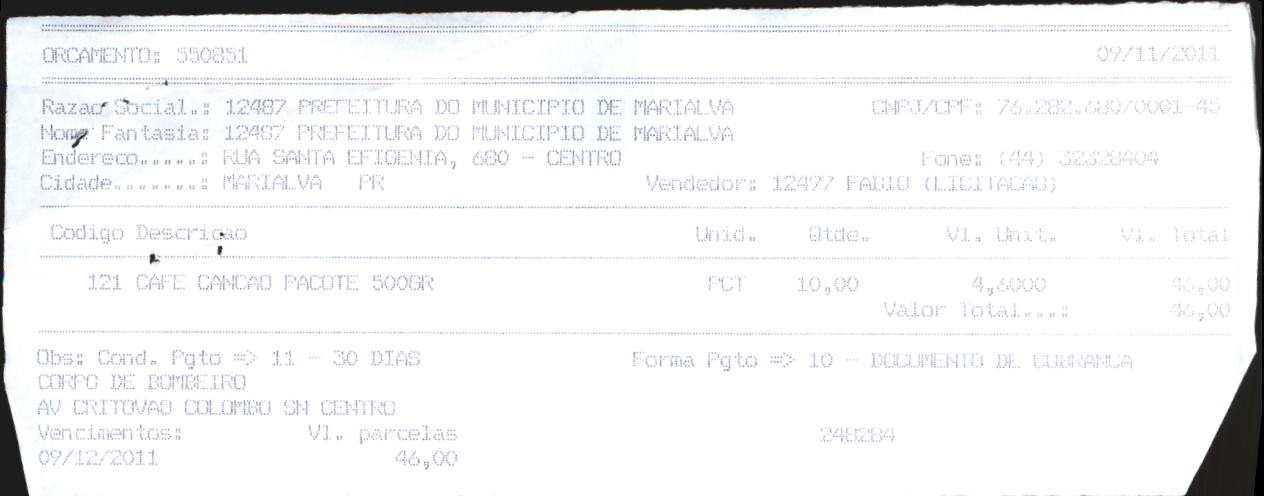 ORCAMENTO: 550851 09/11/2011
Razao Social.: 12487 PREFEITURA DO MUNICIPIO DE MARIALVA CNPJ/CPF: 76.282.680/0001-45
Nome Fantasia: 12487 PREFEITURA DO MUNICIPIO DE MARIALVA
Endereco.....: RUA SANTA EFIGENIA, 680 - CENTRO Fone: (44) 32328404
Cidade.......: MARIALVA PR Vendedor: 12497 FABIO (LICITACAO)
Codigo Descricao Unid. Qtde. Vl. Unit. Vl. Total
121 CAFE CANCAO PACOTE 500GR PCT 10,00 4,6000 46,00
Valor Total...: 46,00
Obs: Cond. Pgto => 11 - 30 DIAS Forma Pgto => 10 - DOCUMENTO DE COBRANCA
CORPO DE BOMBEIRO
AV CRITOVAO COLOMBO SN CENTRO
Vencimentos: Vl. parcelas 248284
09/12/2011 46,00